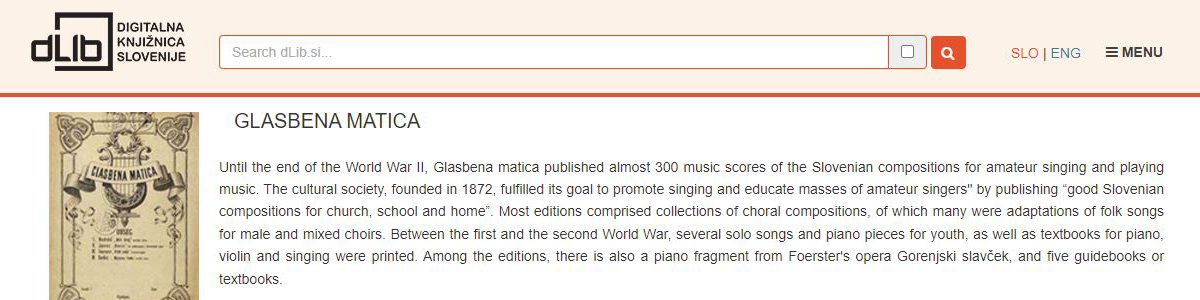 dLib
DIGITALNA
KNJIŽNICA
SLOVENIJE
Search dLib.si...
SLO | ENG
MENU
GLASBENA MATICA
GLASBENA MATICA
Until the end of the World War II, Glasbena matica published almost 300 music scores of the Slovenian compositions for amateur singing and playing
music. The cultural society, founded in 1872, fulfilled its goal to promote singing and educate masses of amateur singers" by publishing “good Slovenian
compositions for church, school and home”. Most editions comprised collections of choral compositions, of which many were adaptations of folk songs
for male and mixed choirs. Between the first and the second World War, several solo songs and piano pieces for youth, as well as textbooks for piano,
violin and singing were printed. Among the editions, there is also a piano fragment from Foerster's opera Gorenjski slavček, and five guidebooks or
textbooks.